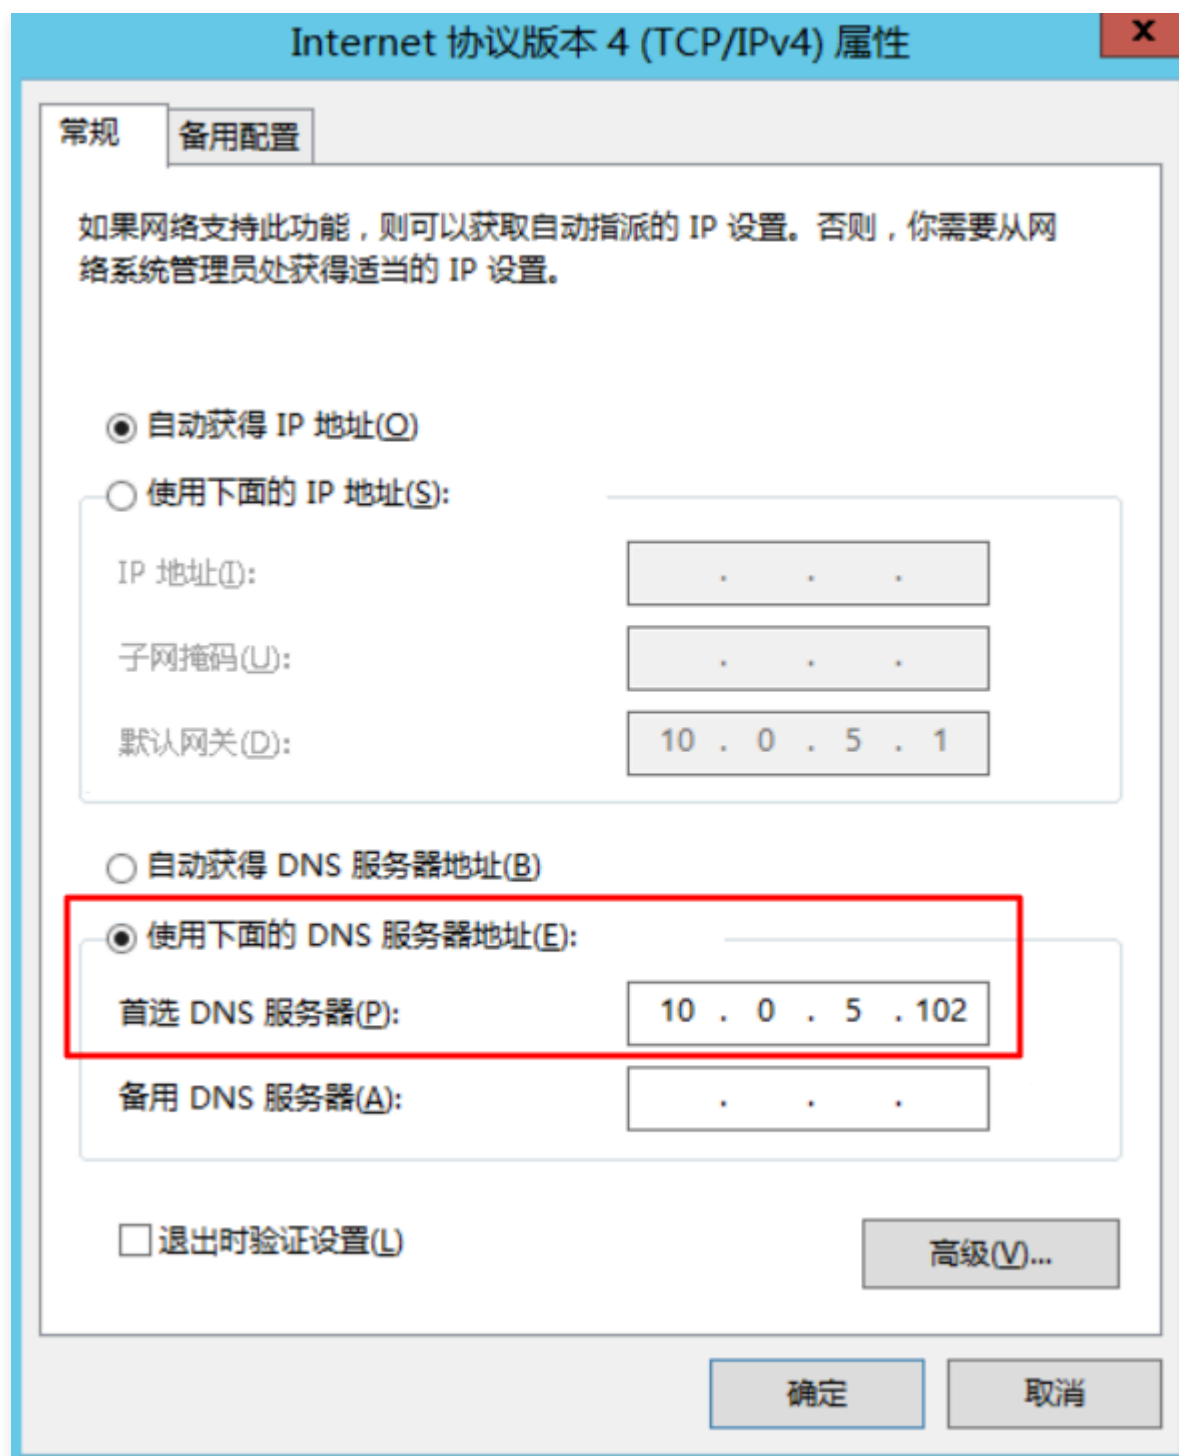 Internet 协议版本 4 (TCP/IPv4) 属性
x
常规
备用配置
如果网络支持此功能，则可以获取自动指派的 IP 设置。否则，你需要从网
络系统管理员处获得适当的 IP 设置。
自动获得 IP 地址(O)
使用下面的 IP 地址(S):
IP 地址(I): . . .
子网掩码(U): . . .
默认网关(D): 10 . 0 . 5 . 1
自动获得 DNS 服务器地址(B)
使用下面的 DNS 服务器地址(E):
首选 DNS 服务器(P): 10 . 0 . 5 . 102
备用 DNS 服务器(A): . . .
退出时验证设置(L)
高级(V)...
确定 取消